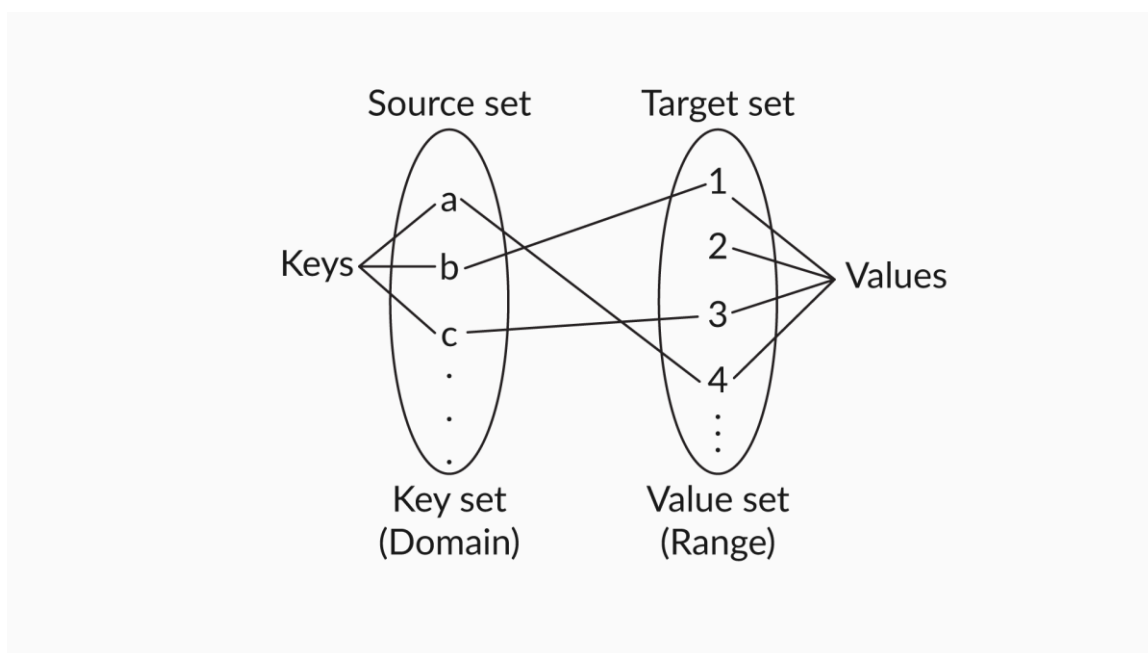 Source set
Target set
Keys
a
b
c
.
.
.
1
2
3
4
.
.
.
Values
Key set
(Domain)
Value set
(Range)